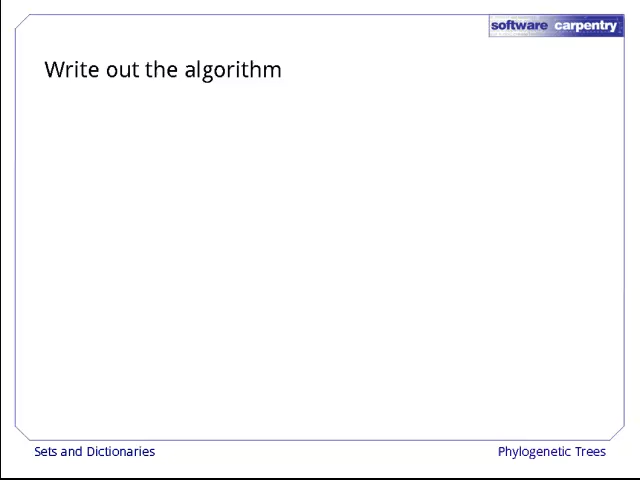 software carpentry
Write out the algorithm
Sets and Dictionaries
Phylogenetic Trees